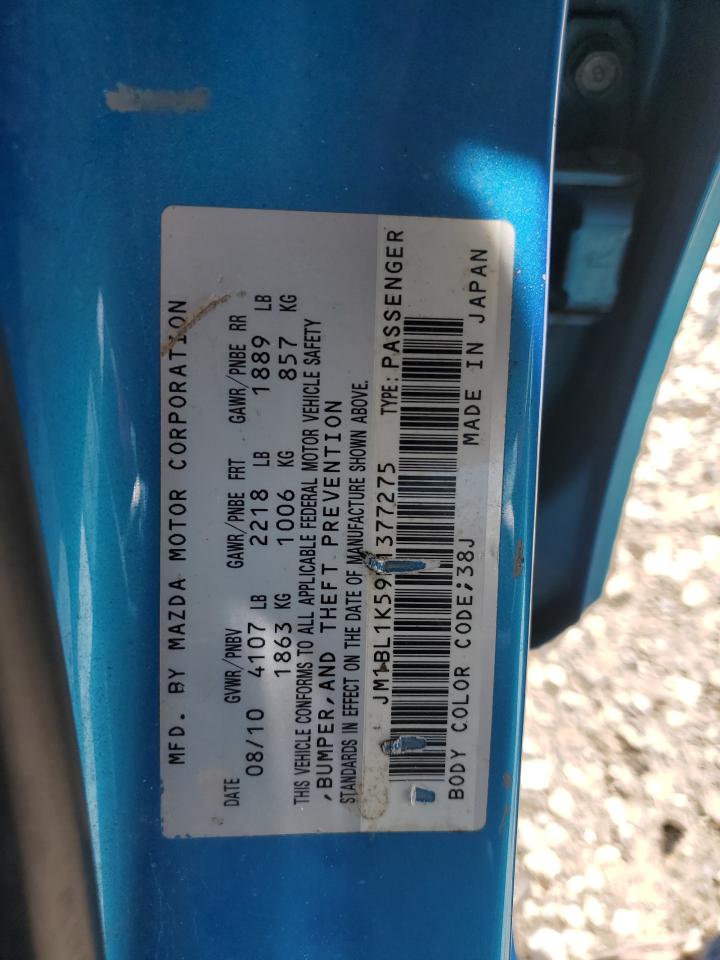 MFD. BY MAZDA MOTOR CORPORATION
DATE GVWR/PNBV GAWR/PNBE FRT GAWR/PNBE RR
08/10 4107 LB 2218 LB 1889 LB
1863 KG 1006 KG 857 KG
THIS VEHICLE CONFORMS TO ALL APPLICABLE FEDERAL MOTOR VEHICLE SAFETY
,BUMPER,AND THEFT PREVENTION
STANDARDS IN EFFECT ON THE DATE OF MANUFACTURE SHOWN ABOVE.
TYPE: PASSENGER
BODY COLOR CODE;38J MADE IN JAPAN
8